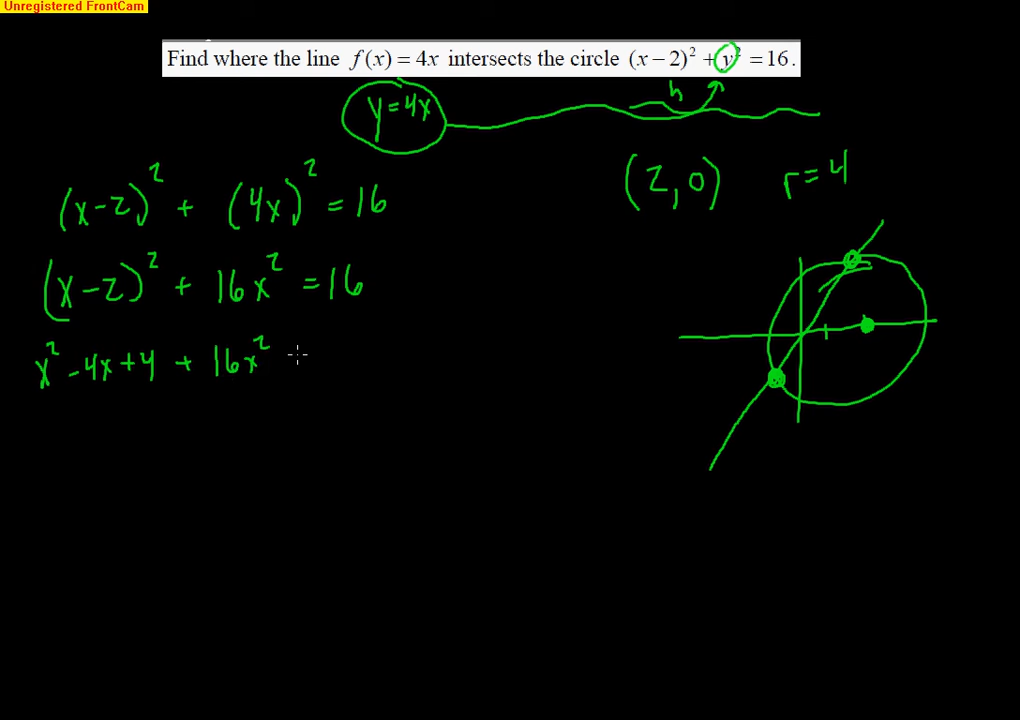 Unregistered FrontCam
Find where the line f(x) = 4x intersects the circle (x − 2)² + y² = 16.
y = 4x
h
(x − 2)² + (4x)² = 16
(2, 0) r = 4
(x − 2)² + 16x² = 16
x² − 4x + 4 + 16x²